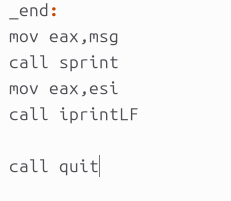 _end:
mov eax,msg
call sprint
mov eax,esi
call iprintLF
call quit